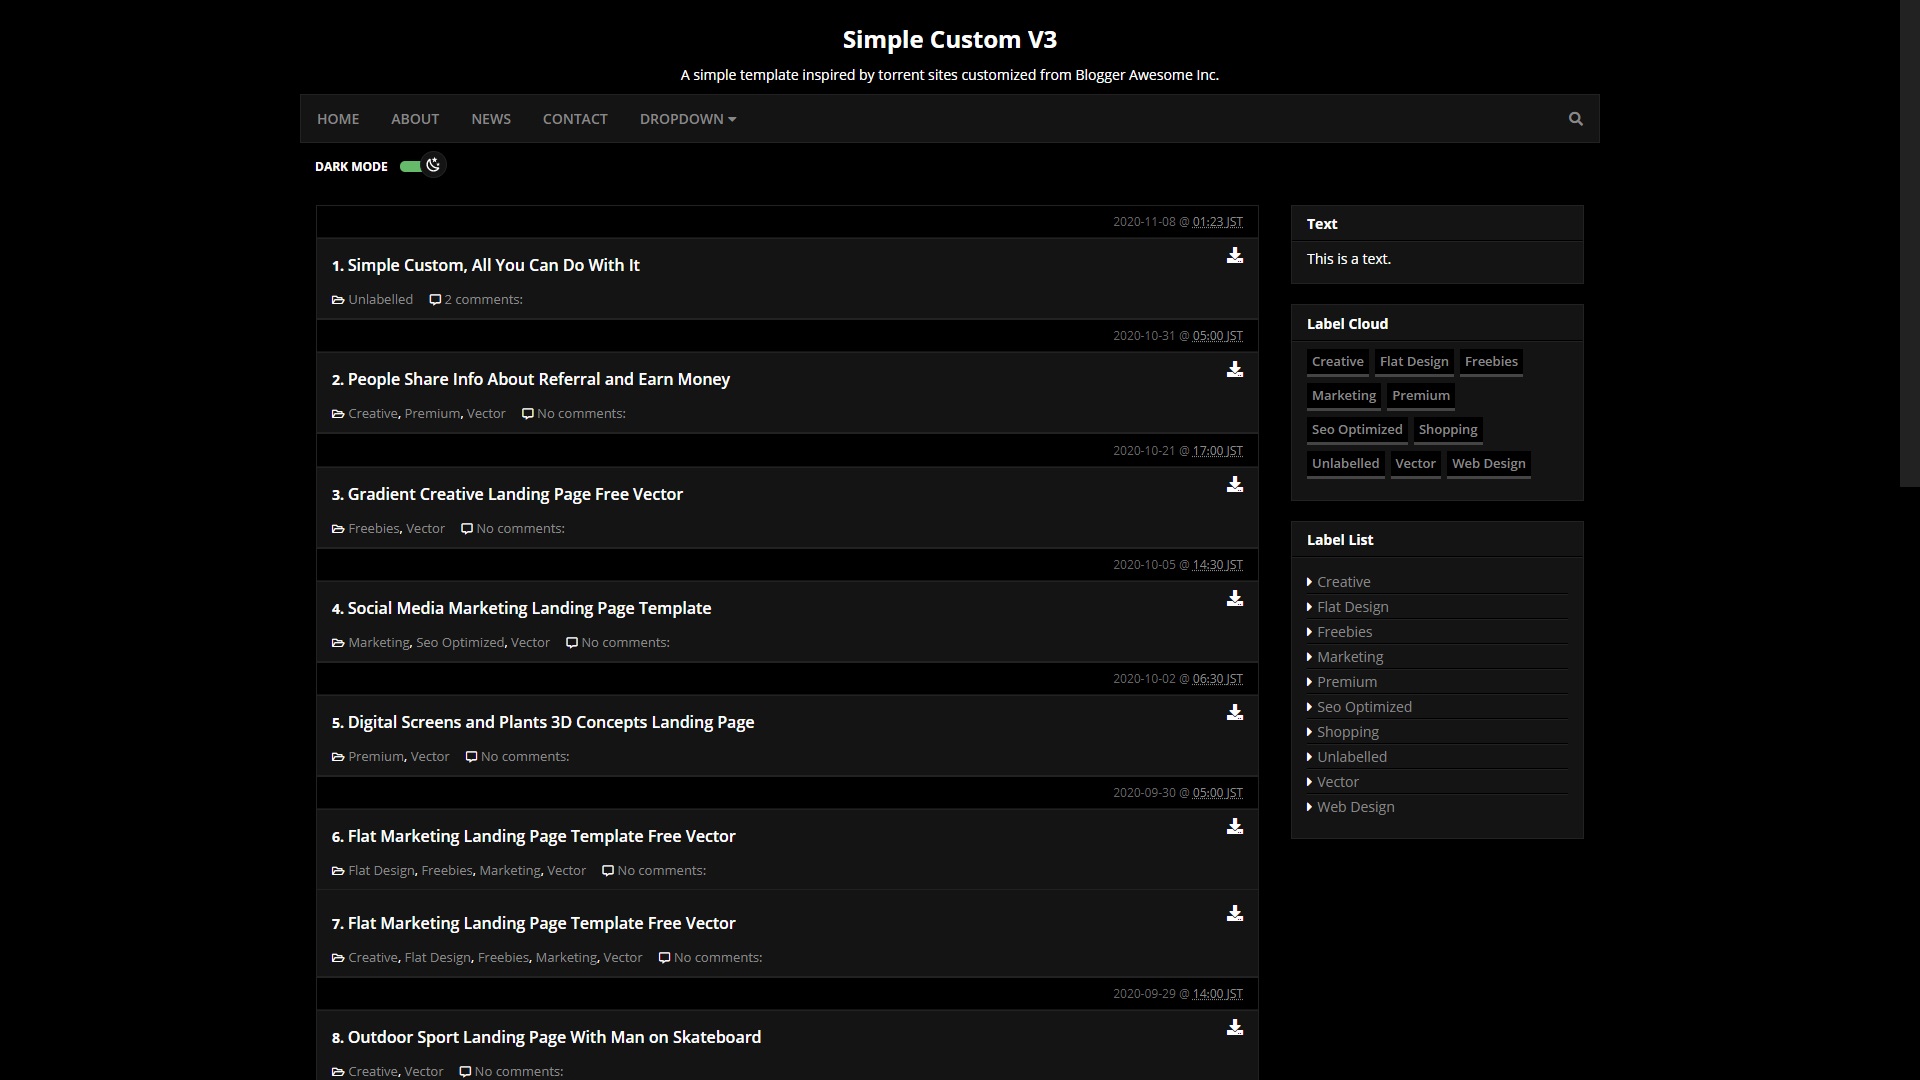 Simple Custom V3
A simple template inspired by torrent sites customized from Blogger Awesome Inc.
HOME ABOUT NEWS CONTACT DROPDOWN
DARK MODE
2020-11-08 @ 01:23 JST
1. Simple Custom, All You Can Do With It
Unlabelled 2 comments:
2020-10-31 @ 05:00 JST
2. People Share Info About Referral and Earn Money
Creative, Premium, Vector No comments:
2020-10-21 @ 17:00 JST
3. Gradient Creative Landing Page Free Vector
Freebies, Vector No comments:
2020-10-05 @ 14:30 JST
4. Social Media Marketing Landing Page Template
Marketing, Seo Optimized, Vector No comments:
2020-10-02 @ 06:30 JST
5. Digital Screens and Plants 3D Concepts Landing Page
Premium, Vector No comments:
2020-09-30 @ 05:00 JST
6. Flat Marketing Landing Page Template Free Vector
Flat Design, Freebies, Marketing, Vector No comments:
7. Flat Marketing Landing Page Template Free Vector
Creative, Flat Design, Freebies, Marketing, Vector No comments:
2020-09-29 @ 14:00 JST
8. Outdoor Sport Landing Page With Man on Skateboard
Creative, Vector No comments:
Text
This is a text.
Label Cloud
Creative Flat Design Freebies
Marketing Premium
Seo Optimized Shopping
Unlabelled Vector Web Design
Label List
Creative
Flat Design
Freebies
Marketing
Premium
Seo Optimized
Shopping
Unlabelled
Vector
Web Design